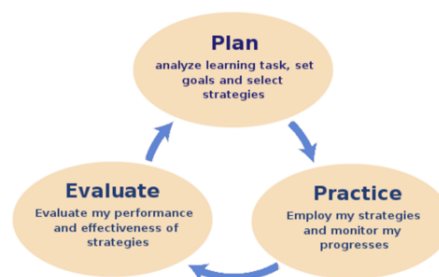 Plan
analyze learning task, set
goals and select
strategies
Evaluate
Evaluate my performance
and effectiveness of
strategies
Practice
Employ my strategies
and monitor my
progresses